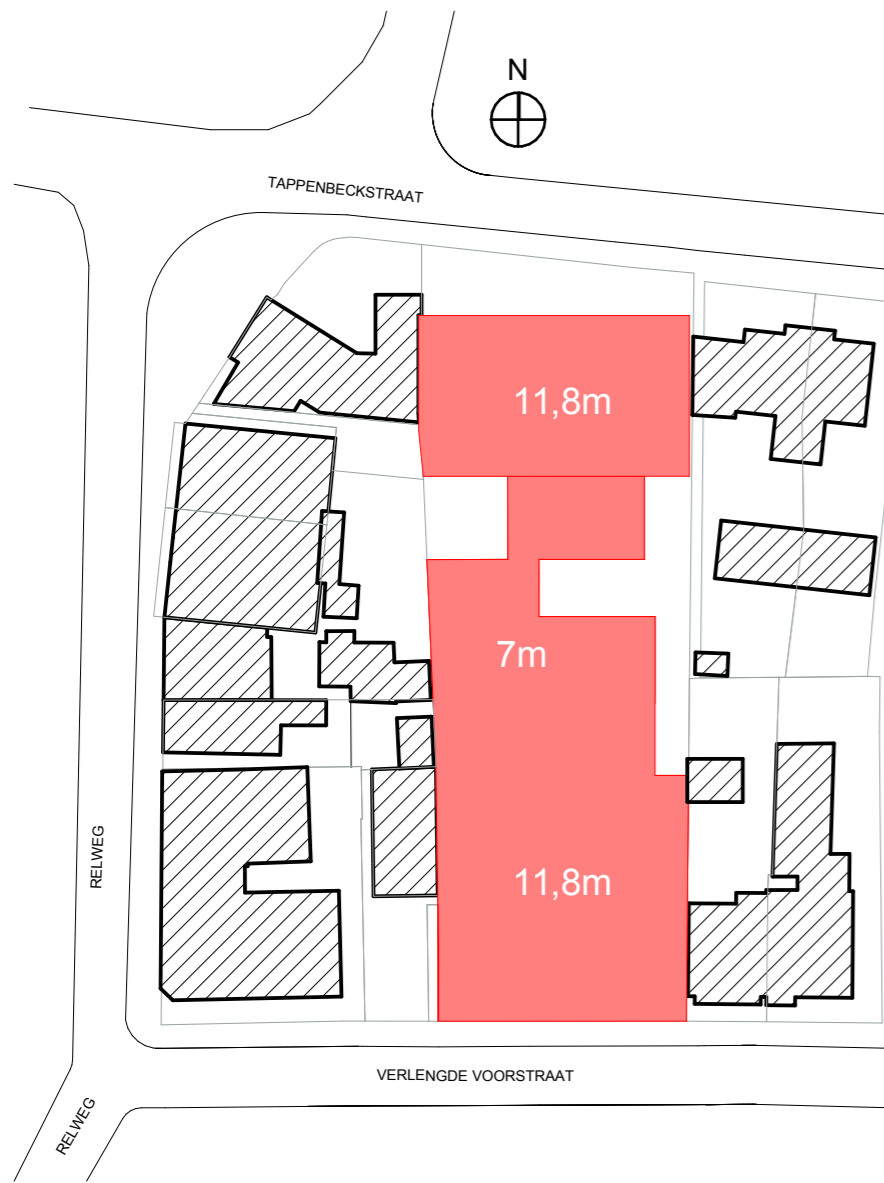 N
TAPPENBECKSTRAAT
11,8m
7m
RELWEG
11,8m
VERLENGDE VOORSTRAAT
RELWEG